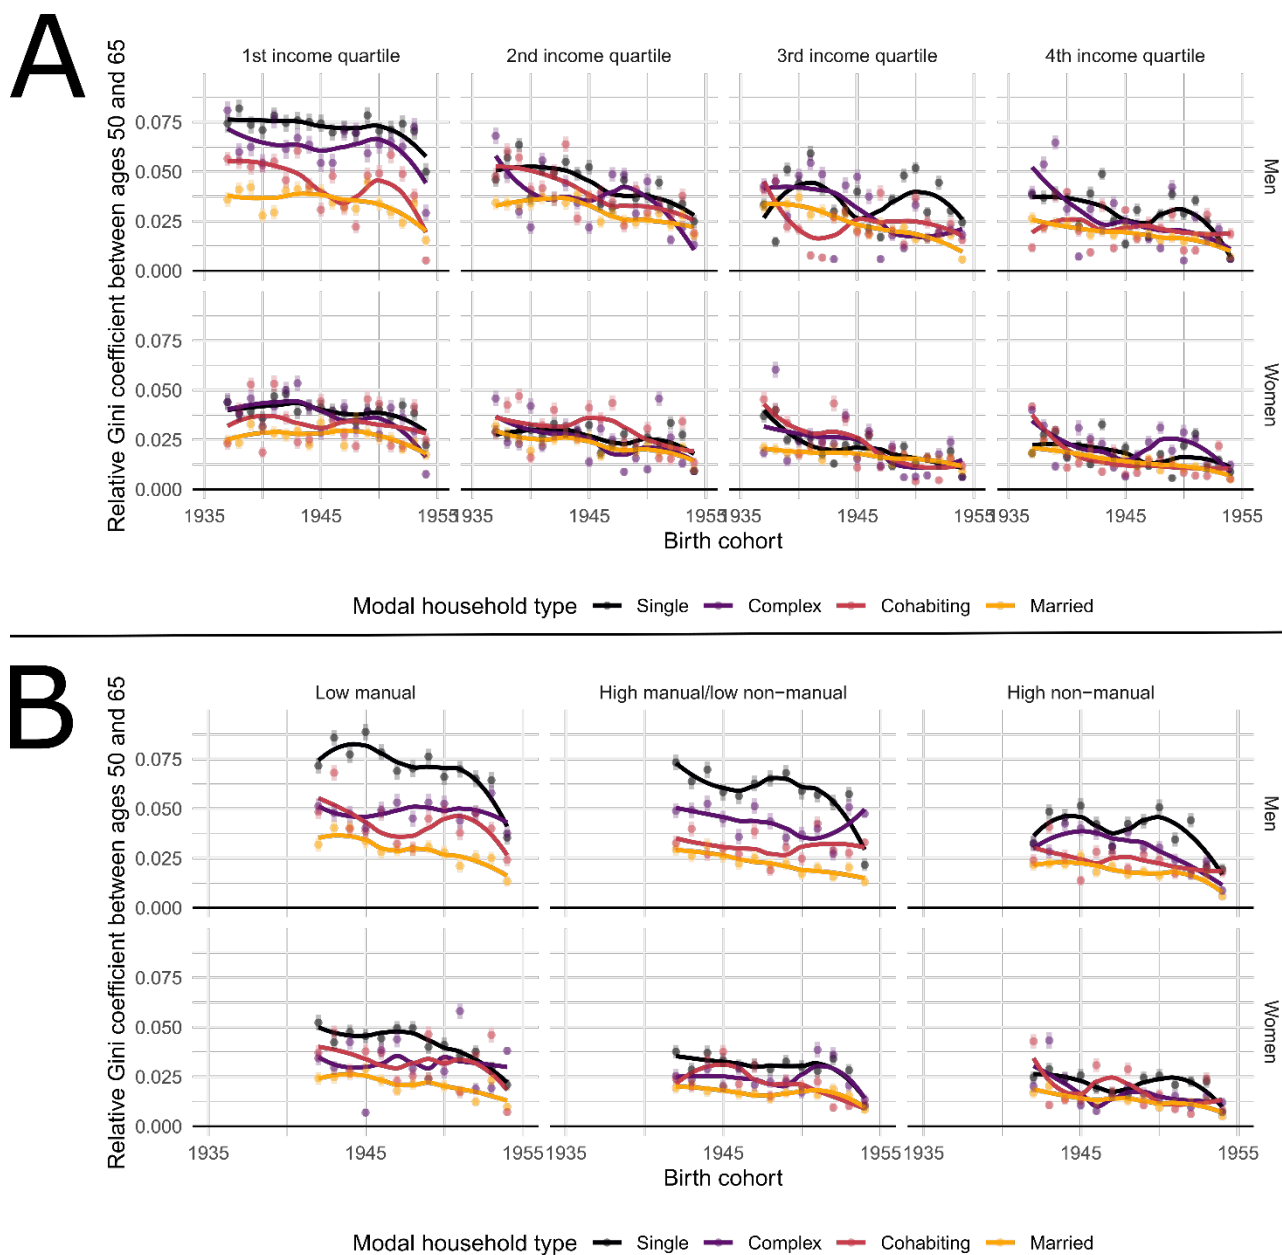 A
Relative Gini coefficient between ages 50 and 65
1st income quartile 2nd income quartile 3rd income quartile 4th income quartile
0.075
0.050
0.025
0.000
Men
0.075
0.050
0.025
0.000
Women
1935 1945 1955 1935 1945 1955 1935 1945 1955 1935 1945 1955
Birth cohort
Modal household type Single Complex Cohabiting Married
B
Relative Gini coefficient between ages 50 and 65
Low manual High manual/low non−manual High non−manual
0.075
0.050
0.025
0.000
Men
0.075
0.050
0.025
0.000
Women
1935 1945 1955 1935 1945 1955 1935 1945 1955
Birth cohort
Modal household type Single Complex Cohabiting Married